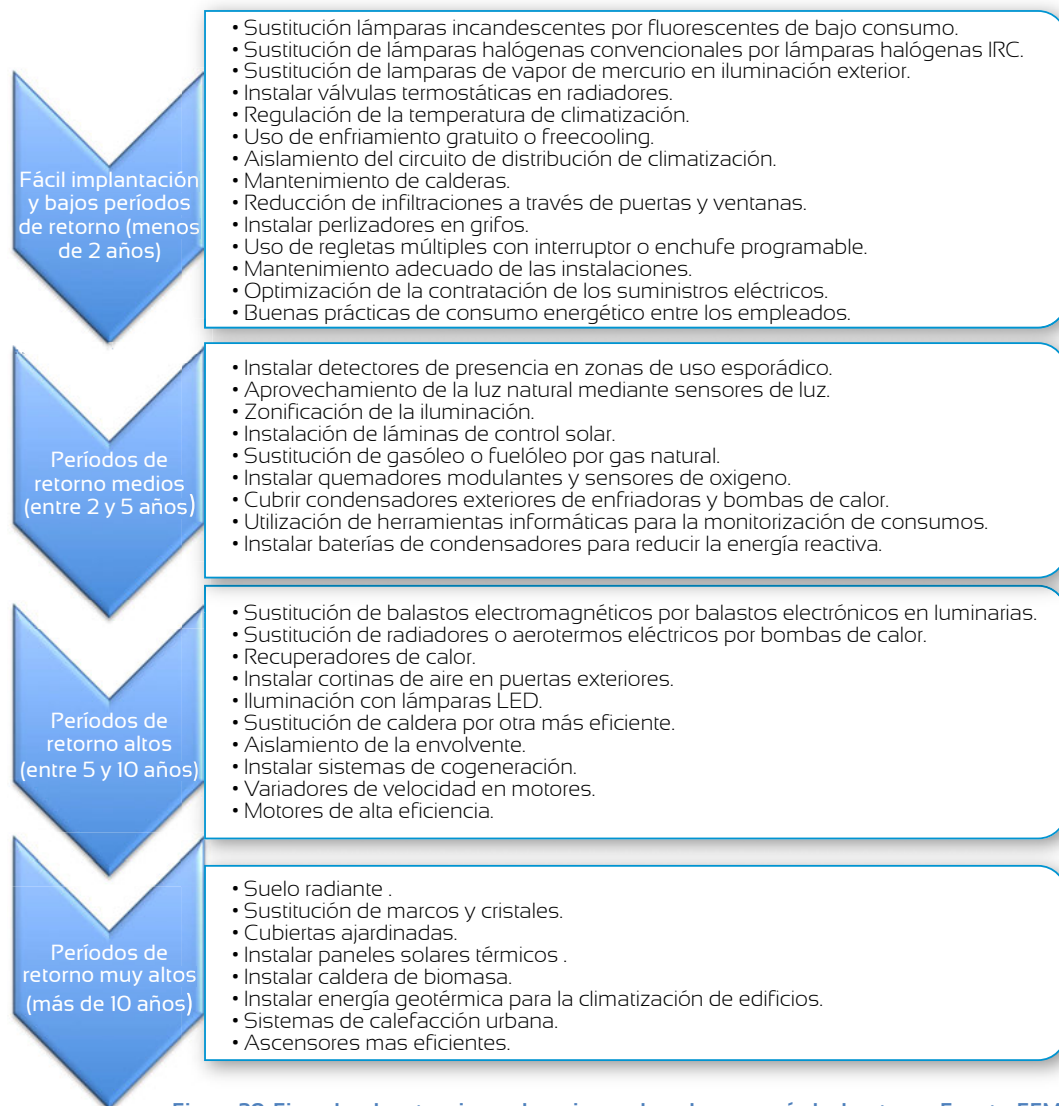 • Sustitución lámparas incandescentes por fluorescentes de bajo consumo.
• Sustitución de lámparas halógenas convencionales por lámparas halógenas IRC.
• Sustitución de lamparas de vapor de mercurio en iluminación exterior.
• Instalar válvulas termostáticas en radiadores.
• Regulación de la temperatura de climatización.
• Uso de enfriamiento gratuito o freecooling.
• Aislamiento del circuito de distribución de climatización.
• Mantenimiento de calderas.
• Reducción de infiltraciones a través de puertas y ventanas.
• Instalar perlizadores en grifos.
• Uso de regletas múltiples con interruptor o enchufe programable.
• Mantenimiento adecuado de las instalaciones.
• Optimización de la contratación de los suministros eléctricos.
• Buenas prácticas de consumo energético entre los empleados.
Fácil implantación
y bajos períodos
de retorno (menos
de 2 años)
• Instalar detectores de presencia en zonas de uso esporádico.
• Aprovechamiento de la luz natural mediante sensores de luz.
• Zonificación de la iluminación.
• Instalación de láminas de control solar.
• Sustitución de gasóleo o fuelóleo por gas natural.
• Instalar quemadores modulantes y sensores de oxigeno.
• Cubrir condensadores exteriores de enfriadoras y bombas de calor.
• Utilización de herramientas informáticas para la monitorización de consumos.
• Instalar baterías de condensadores para reducir la energía reactiva.
Períodos de
retorno medios
(entre 2 y 5 años)
• Sustitución de balastos electromagnéticos por balastos electrónicos en luminarias.
• Sustitución de radiadores o aerotermos eléctricos por bombas de calor.
• Recuperadores de calor.
• Instalar cortinas de aire en puertas exteriores.
• Iluminación con lámparas LED.
• Sustitución de caldera por otra más eficiente.
• Aislamiento de la envolvente.
• Instalar sistemas de cogeneración.
• Variadores de velocidad en motores.
• Motores de alta eficiencia.
Períodos de
retorno altos
(entre 5 y 10 años)
• Suelo radiante .
• Sustitución de marcos y cristales.
• Cubiertas ajardinadas.
• Instalar paneles solares térmicos .
• Instalar caldera de biomasa.
• Instalar energía geotérmica para la climatización de edificios.
• Sistemas de calefacción urbana.
• Ascensores mas eficientes.
Períodos de
retorno muy altos
(más de 10 años)